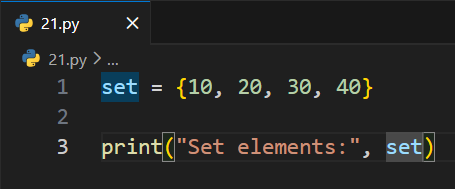 21.py ×
21.py > ...
1 set = {10, 20, 30, 40}
2
3 print("Set elements:", set)